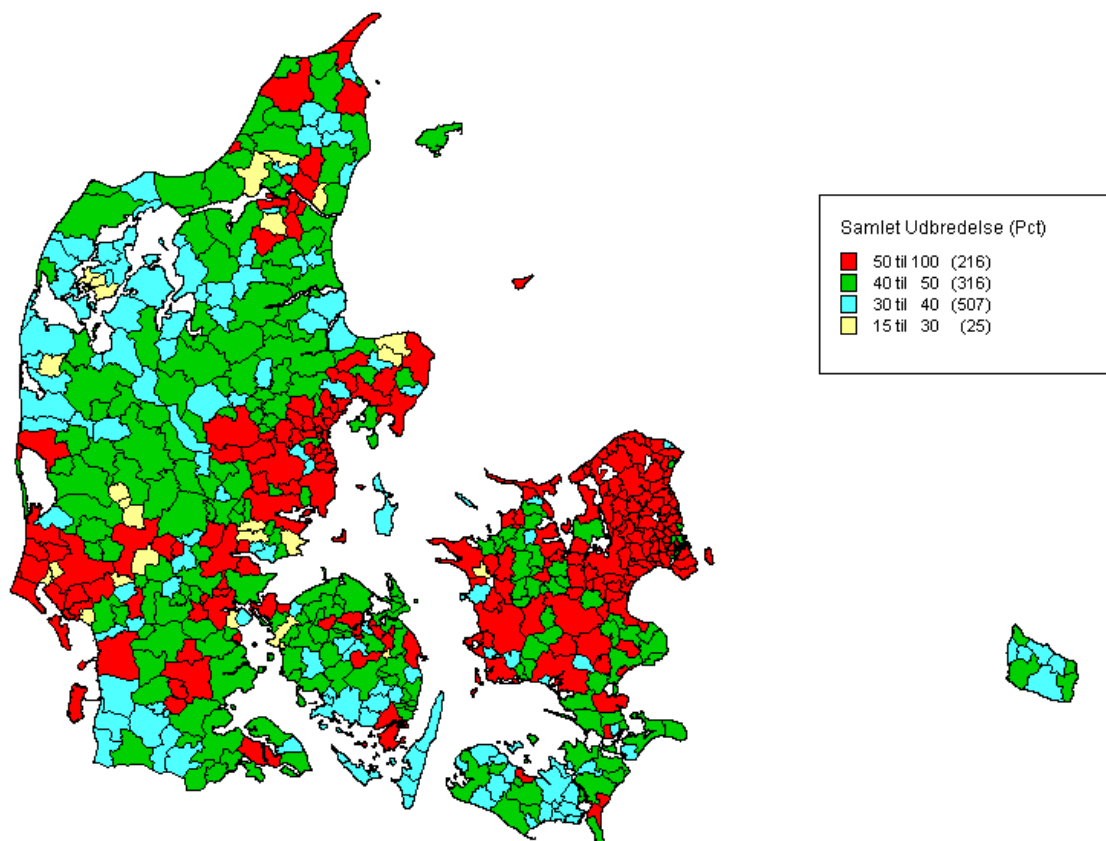 Samlet Udbredelse (Pct)
50 til 100 (216)
40 til 50 (316)
30 til 40 (507)
15 til 30 (25)